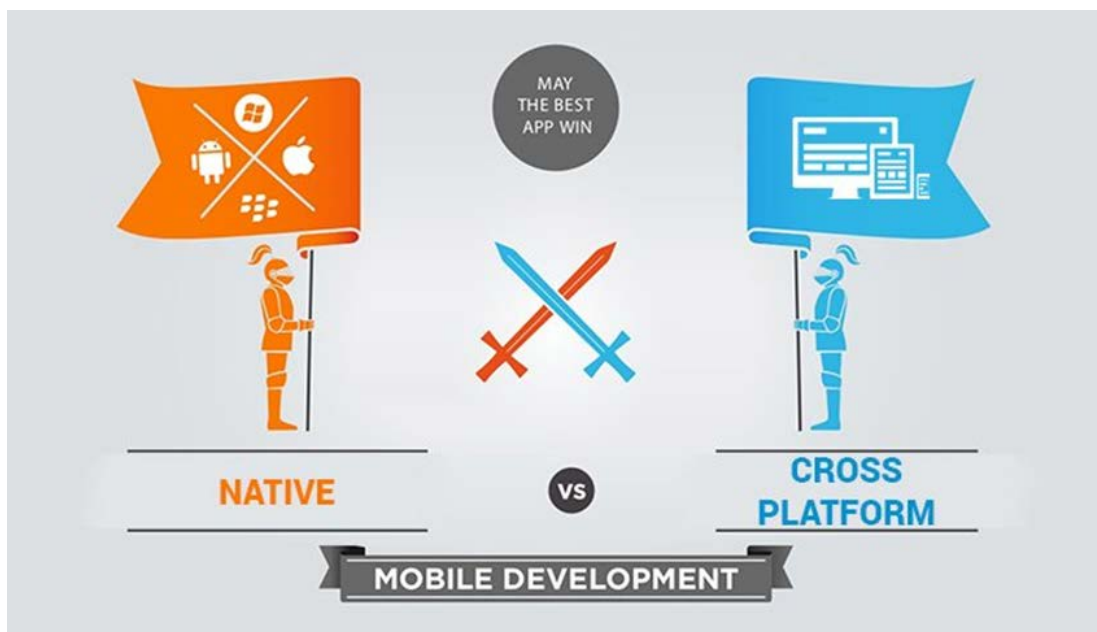 MAY
THE BEST
APP WIN
NATIVE
VS
CROSS
PLATFORM
MOBILE DEVELOPMENT